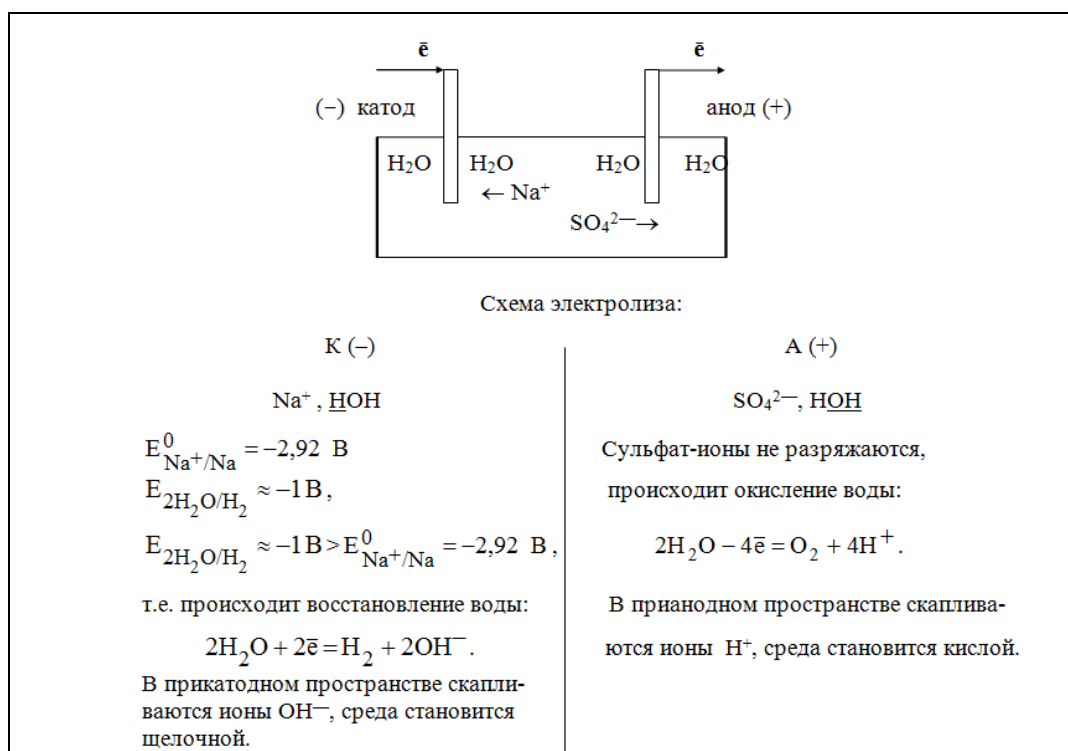 ē ē
(−) катод анод (+)
H₂O H₂O H₂O H₂O
← Na⁺
SO₄²⁻→
Схема электролиза:
К (−)
Na⁺ , HOH
E⁰Na⁺/Na = −2,92 В
E2H₂O/H₂ ≈ −1В ,
E2H₂O/H₂ ≈ −1В > E⁰Na⁺/Na = −2,92 В ,
т.е. происходит восстановление воды:
2H₂O + 2ē = H₂ + 2OH⁻ .
В прикатодном пространстве скапли-
ваются ионы OH⁻, среда становится
щелочной.
А (+)
SO₄²⁻, HOH
Сульфат-ионы не разряжаются,
происходит окисление воды:
2H₂O − 4ē = O₂ + 4H⁺ .
В прианодном пространстве скаплива-
ются ионы H⁺, среда становится кислой.